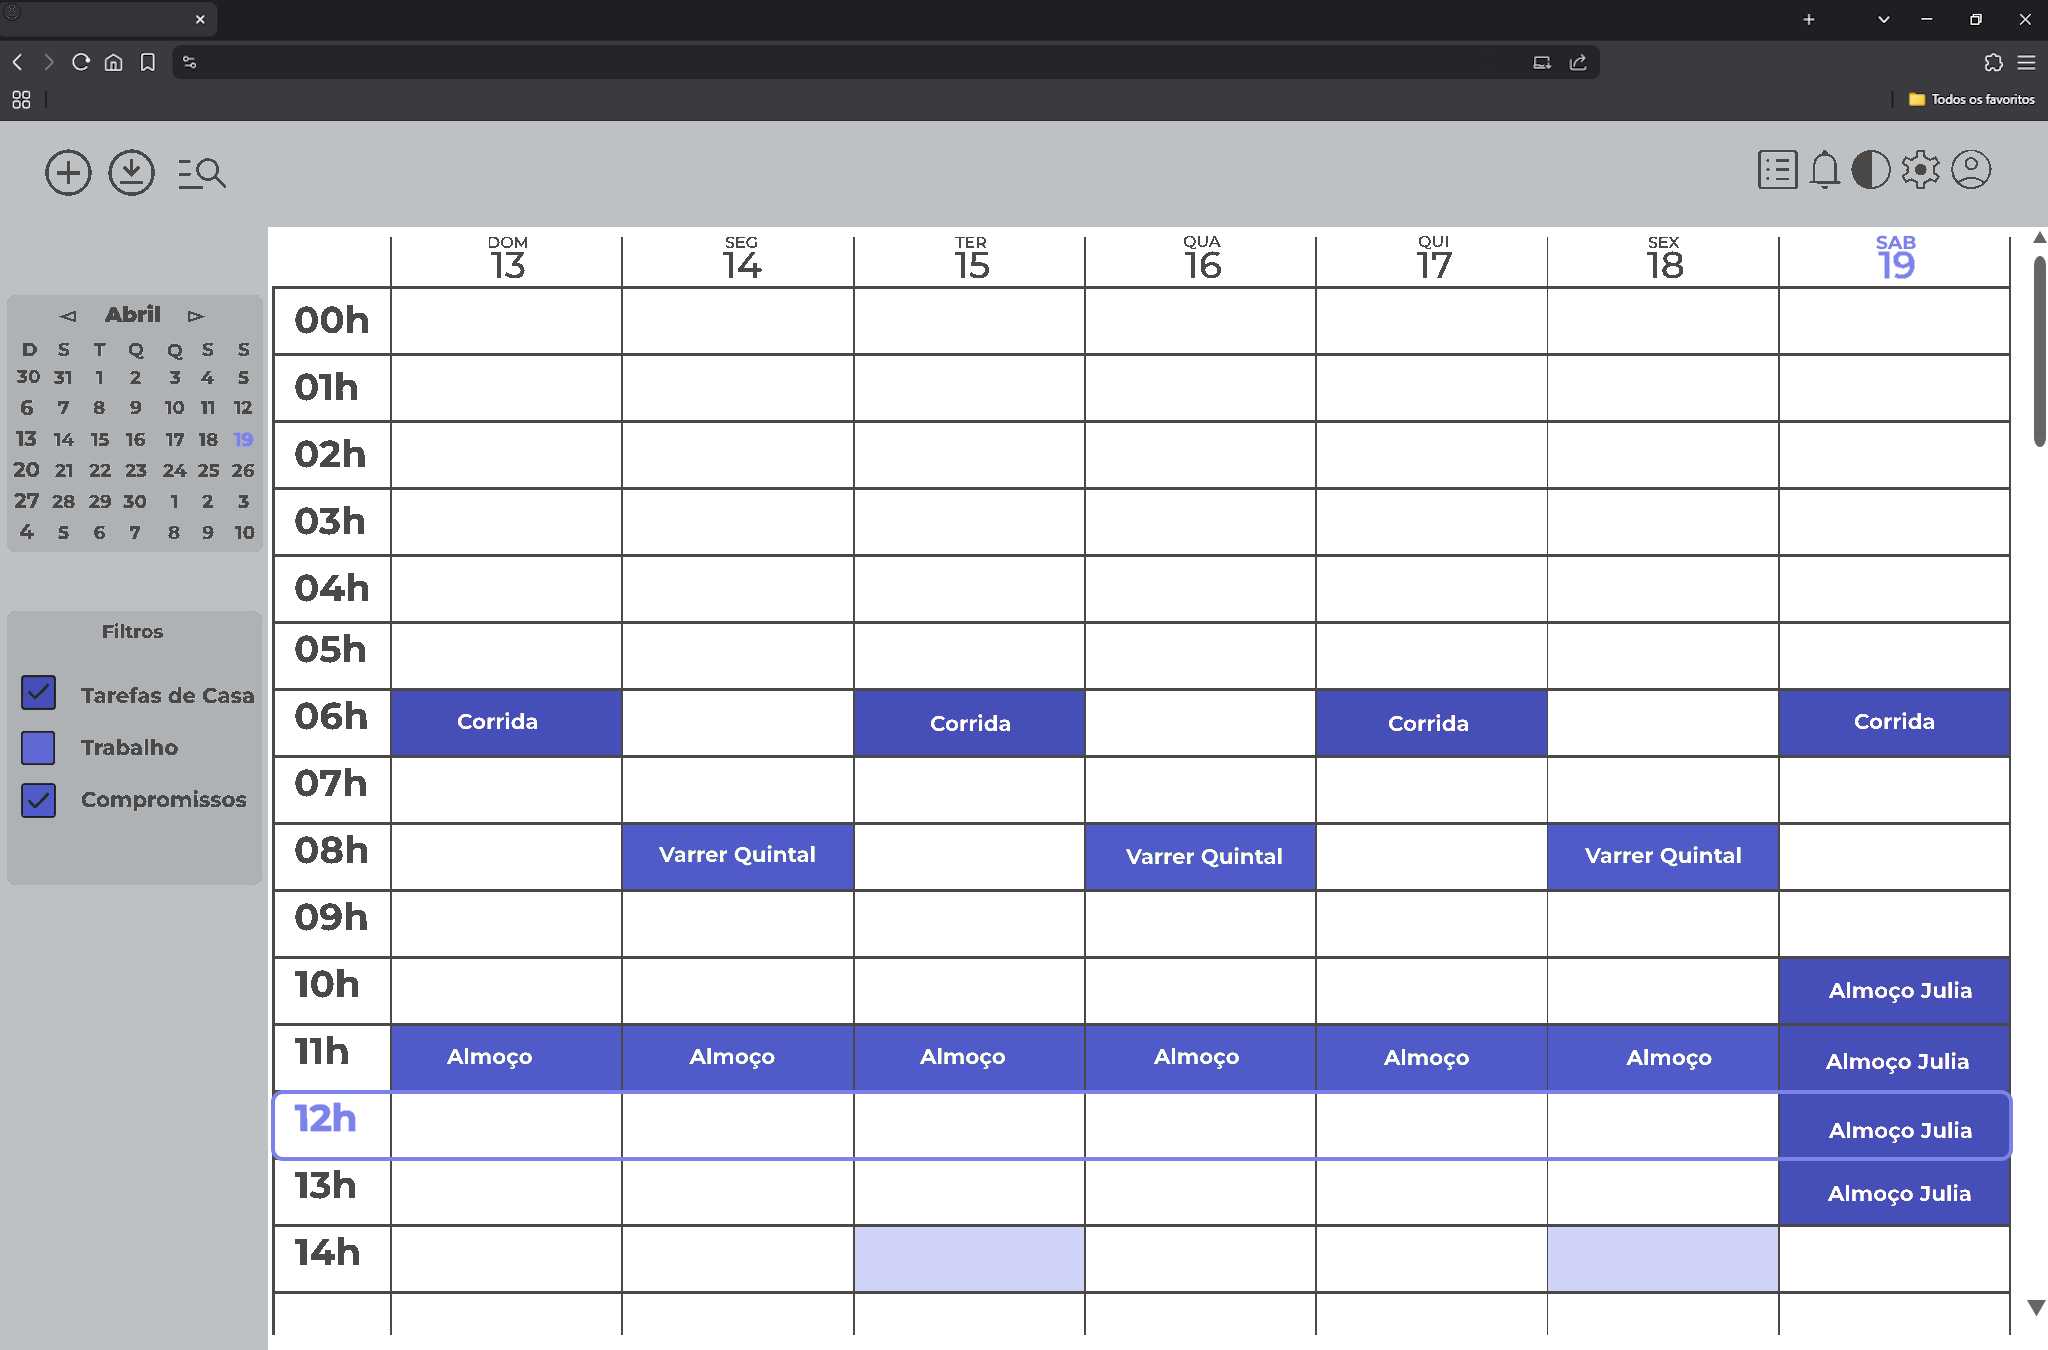 Todos os favoritos
DOM SEG TER QUA QUI SEX SAB
13 14 15 16 17 18 19
Abril
D S T Q Q S S
30 31 1 2 3 4 5
6 7 8 9 10 11 12
13 14 15 16 17 18 19
20 21 22 23 24 25 26
27 28 29 30 1 2 3
4 5 6 7 8 9 10
Filtros
Tarefas de Casa
Trabalho
Compromissos
00h
01h
02h
03h
04h
05h
06h Corrida Corrida Corrida Corrida
07h
08h Varrer Quintal Varrer Quintal Varrer Quintal
09h
10h Almoço Julia
11h Almoço Almoço Almoço Almoço Almoço Almoço Almoço Julia
12h Almoço Julia
13h Almoço Julia
14h